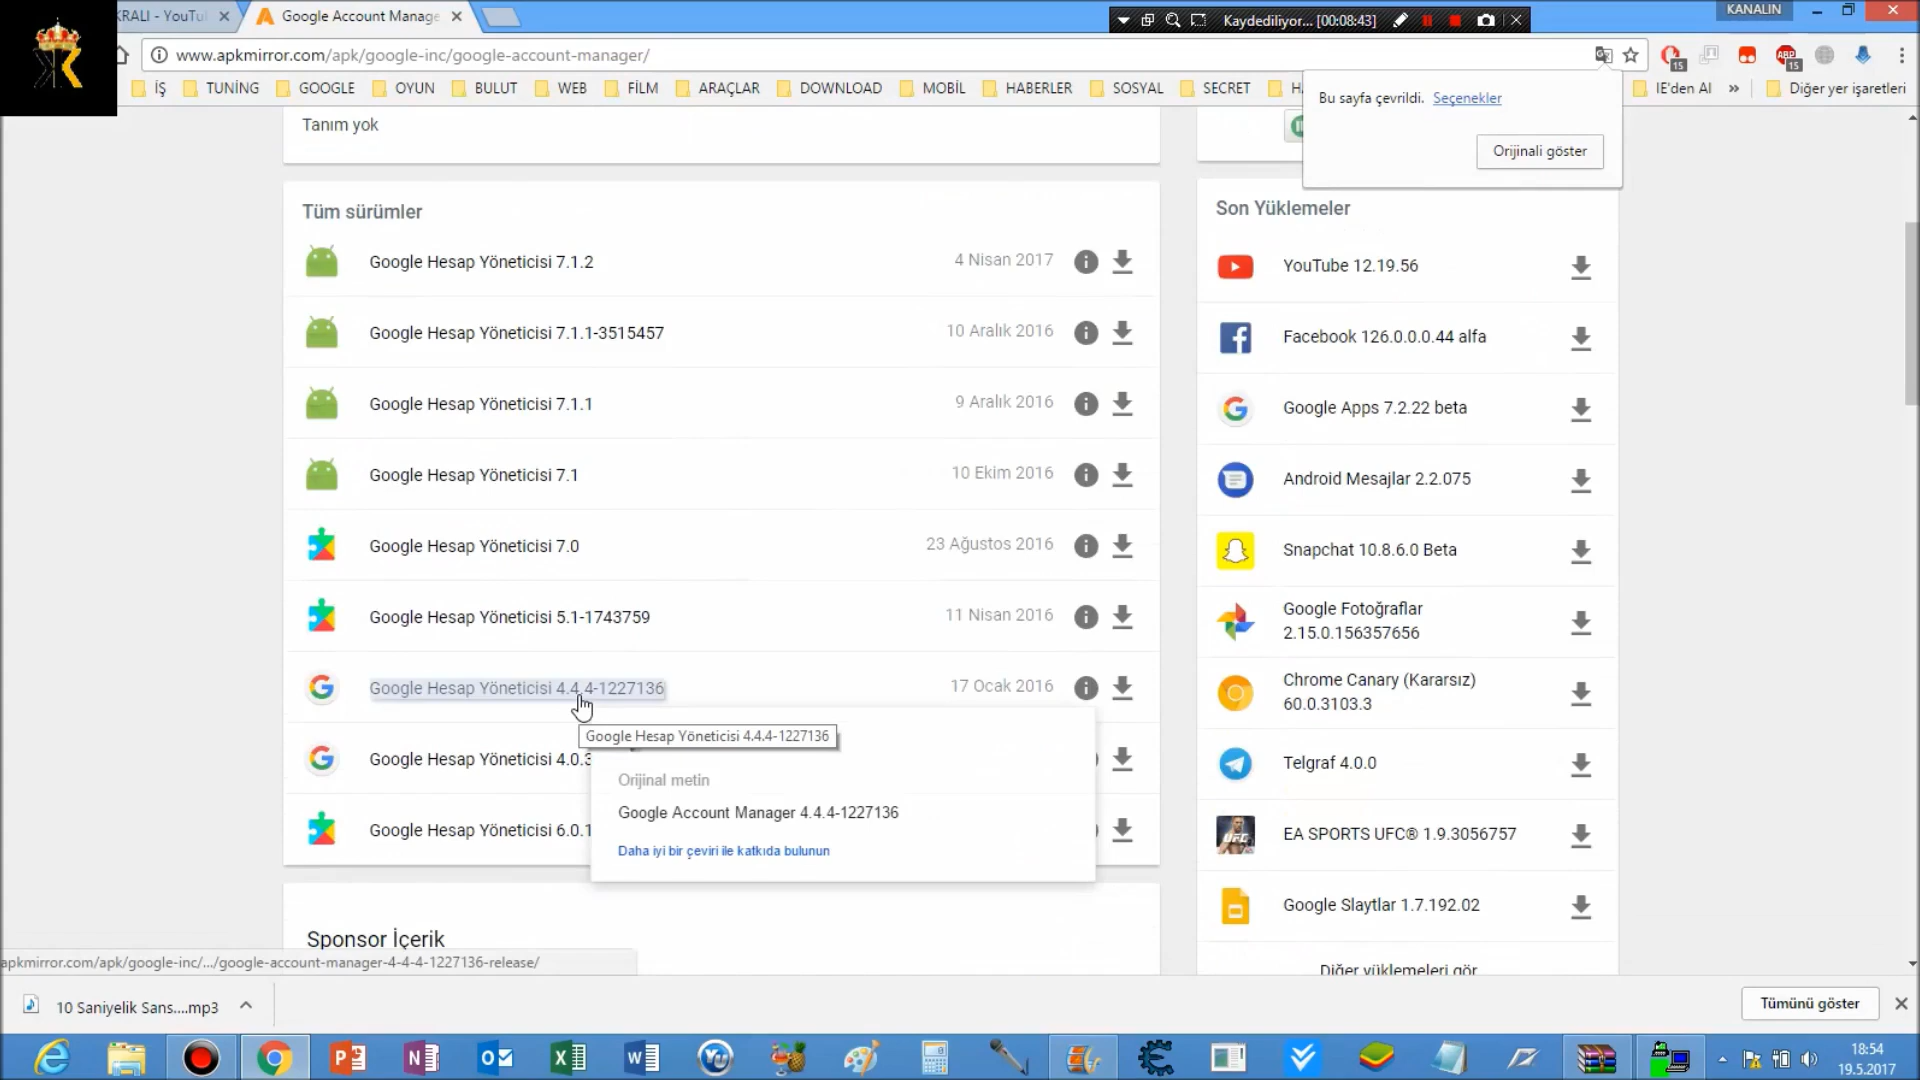 KRALI - YouTu
Google Account Manage
Kaydediliyor... [00:08:43]
KANALIN
www.apkmirror.com/apk/google-inc/google-account-manager/
15
ABP
15
İŞ
TUNİNG
GOOGLE
OYUN
BULUT
WEB
FİLM
ARAÇLAR
DOWNLOAD
MOBİL
HABERLER
SOSYAL
SECRET
IE'den Al
»
Diğer yer işaretleri
Bu sayfa çevrildi. Seçenekler
Orijinali göster
Tanım yok
Tüm sürümler
Google Hesap Yöneticisi 7.1.2
4 Nisan 2017
Google Hesap Yöneticisi 7.1.1-3515457
10 Aralık 2016
Google Hesap Yöneticisi 7.1.1
9 Aralık 2016
Google Hesap Yöneticisi 7.1
10 Ekim 2016
Google Hesap Yöneticisi 7.0
23 Ağustos 2016
Google Hesap Yöneticisi 5.1-1743759
11 Nisan 2016
Google Hesap Yöneticisi 4.4.4-1227136
17 Ocak 2016
Google Hesap Yöneticisi 4.4.4-1227136
Google Hesap Yöneticisi 4.0.3
Orijinal metin
Google Account Manager 4.4.4-1227136
Google Hesap Yöneticisi 6.0.1
Daha iyi bir çeviri ile katkıda bulunun
Sponsor İçerik
Son Yüklemeler
YouTube 12.19.56
Facebook 126.0.0.0.44 alfa
Google Apps 7.2.22 beta
Android Mesajlar 2.2.075
Snapchat 10.8.6.0 Beta
Google Fotoğraflar
2.15.0.156357656
Chrome Canary (Kararsız)
60.0.3103.3
Telgraf 4.0.0
EA SPORTS UFC® 1.9.3056757
Google Slaytlar 1.7.192.02
Diğer yüklemeleri gör
apkmirror.com/apk/google-inc/.../google-account-manager-4-4-4-1227136-release/
10 Saniyelik Sans....mp3
Tümünü göster
18:54
19.5.2017